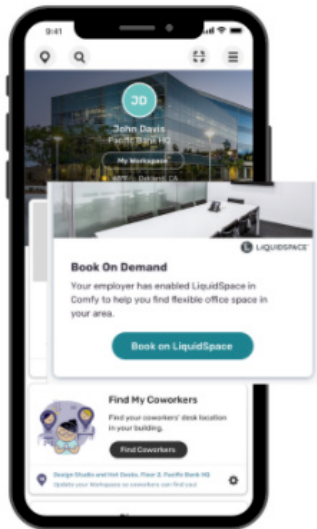 9:41
JD
John Davis
Pacific Bank HQ
My Workspace
Oakland, CA
LIQUIDSPACE
Book On Demand
Your employer has enabled LiquidSpace in
Comfy to help you find flexible office space in
your area.
Book on LiquidSpace
Find My Coworkers
Find your coworkers' desk location
in your building.
Find Coworkers
Design Studio and Hot Desks, Floor 2, Pacific Bank HQ
Update your Workspace so coworkers can find you!